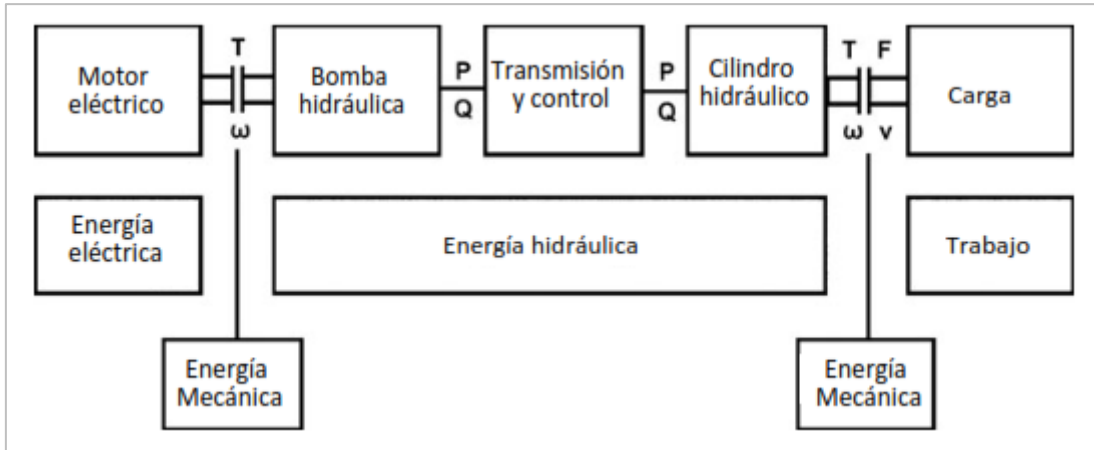 Motor
eléctrico
T
ω
Bomba
hidráulica
P
Q
Transmisión
y control
P
Q
Cilindro
hidráulico
T F
ω v
Carga
Energía
eléctrica
Energía hidráulica
Trabajo
Energía
Mecánica
Energía
Mecánica